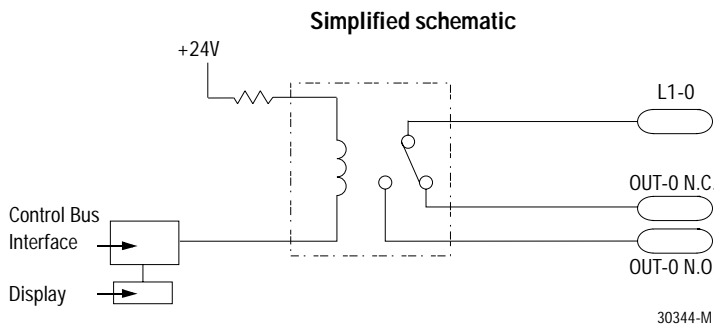 Simplified schematic
+24V
L1-0
OUT-0 N.C.
OUT-0 N.O
Control Bus
Interface
Display
30344-M